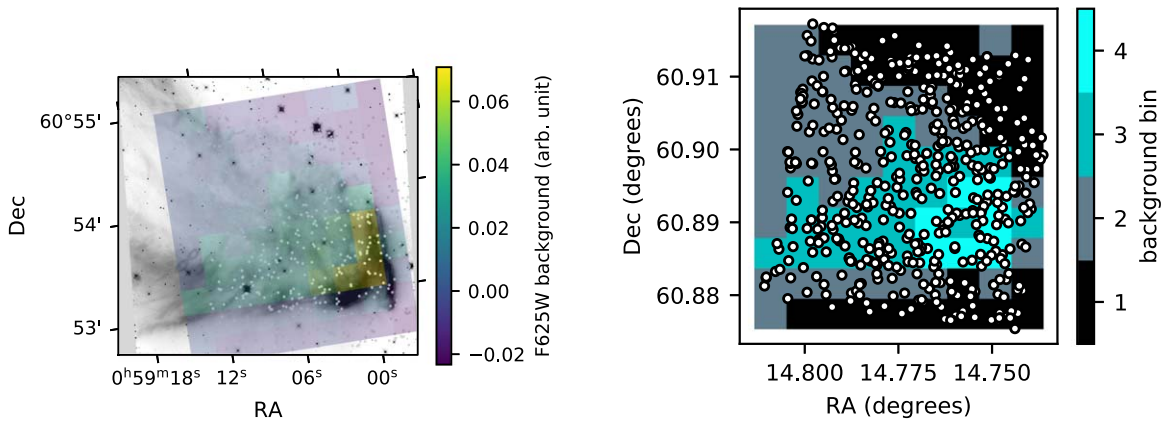 60°55'
54'
53'
Dec
0ʰ59ᵐ18ˢ
12ˢ
06ˢ
00ˢ
RA
0.06
0.04
0.02
0.00
−0.02
F625W background (arb. unit)
60.91
60.90
60.89
60.88
Dec (degrees)
14.800
14.775
14.750
RA (degrees)
4
3
2
1
background bin